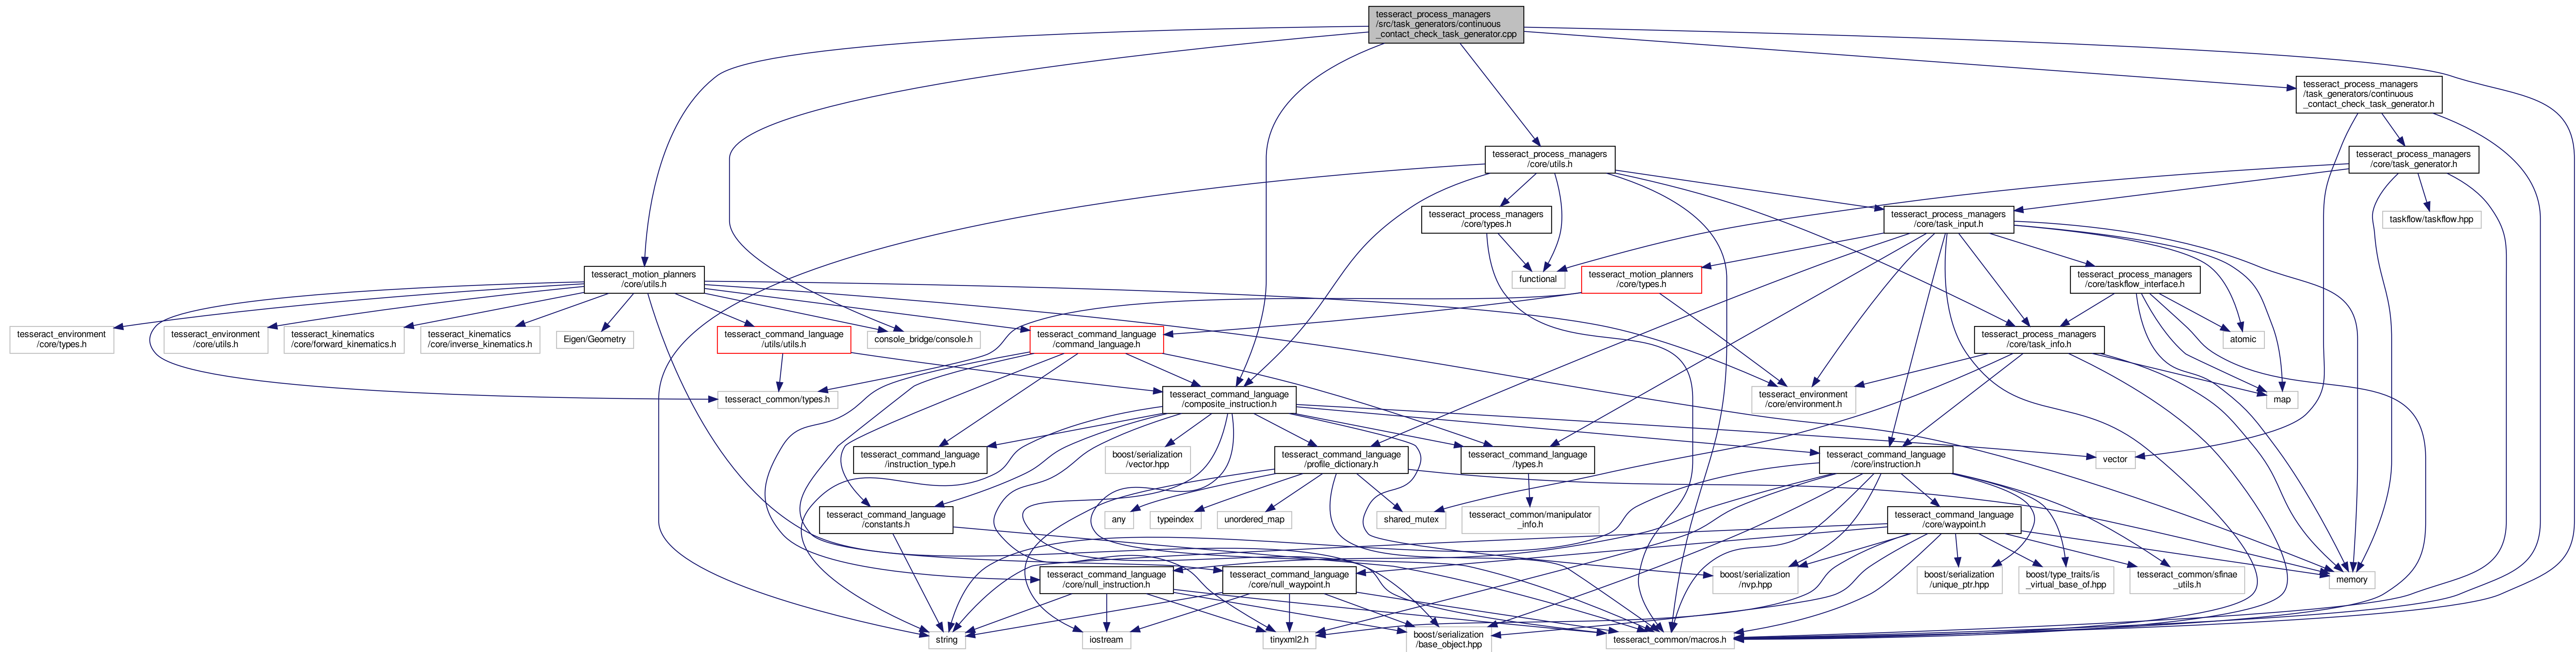 tesseract_process_managers
/src/task_generators/continuous
_contact_check_task_generator.cpp
tesseract_process_managers
/task_generators/continuous
_contact_check_task_generator.h
tesseract_process_managers
/core/utils.h
tesseract_process_managers
/core/task_generator.h
tesseract_process_managers
/core/types.h
tesseract_process_managers
/core/task_input.h
taskflow/taskflow.hpp
tesseract_motion_planners
/core/utils.h
functional
tesseract_motion_planners
/core/types.h
tesseract_process_managers
/core/taskflow_interface.h
tesseract_environment
/core/types.h
tesseract_environment
/core/utils.h
tesseract_kinematics
/core/forward_kinematics.h
tesseract_kinematics
/core/inverse_kinematics.h
Eigen/Geometry
tesseract_command_language
/utils/utils.h
console_bridge/console.h
tesseract_command_language
/command_language.h
tesseract_process_managers
/core/task_info.h
atomic
tesseract_common/types.h
tesseract_command_language
/composite_instruction.h
tesseract_environment
/core/environment.h
map
tesseract_command_language
/instruction_type.h
boost/serialization
/vector.hpp
tesseract_command_language
/profile_dictionary.h
tesseract_command_language
/types.h
tesseract_command_language
/core/instruction.h
vector
tesseract_command_language
/constants.h
any
typeindex
unordered_map
shared_mutex
tesseract_common/manipulator
_info.h
tesseract_command_language
/core/waypoint.h
tesseract_command_language
/core/null_instruction.h
tesseract_command_language
/core/null_waypoint.h
boost/serialization
/nvp.hpp
boost/serialization
/unique_ptr.hpp
boost/type_traits/is
_virtual_base_of.hpp
tesseract_common/sfinae
_utils.h
memory
string
iostream
tinyxml2.h
boost/serialization
/base_object.hpp
tesseract_common/macros.h